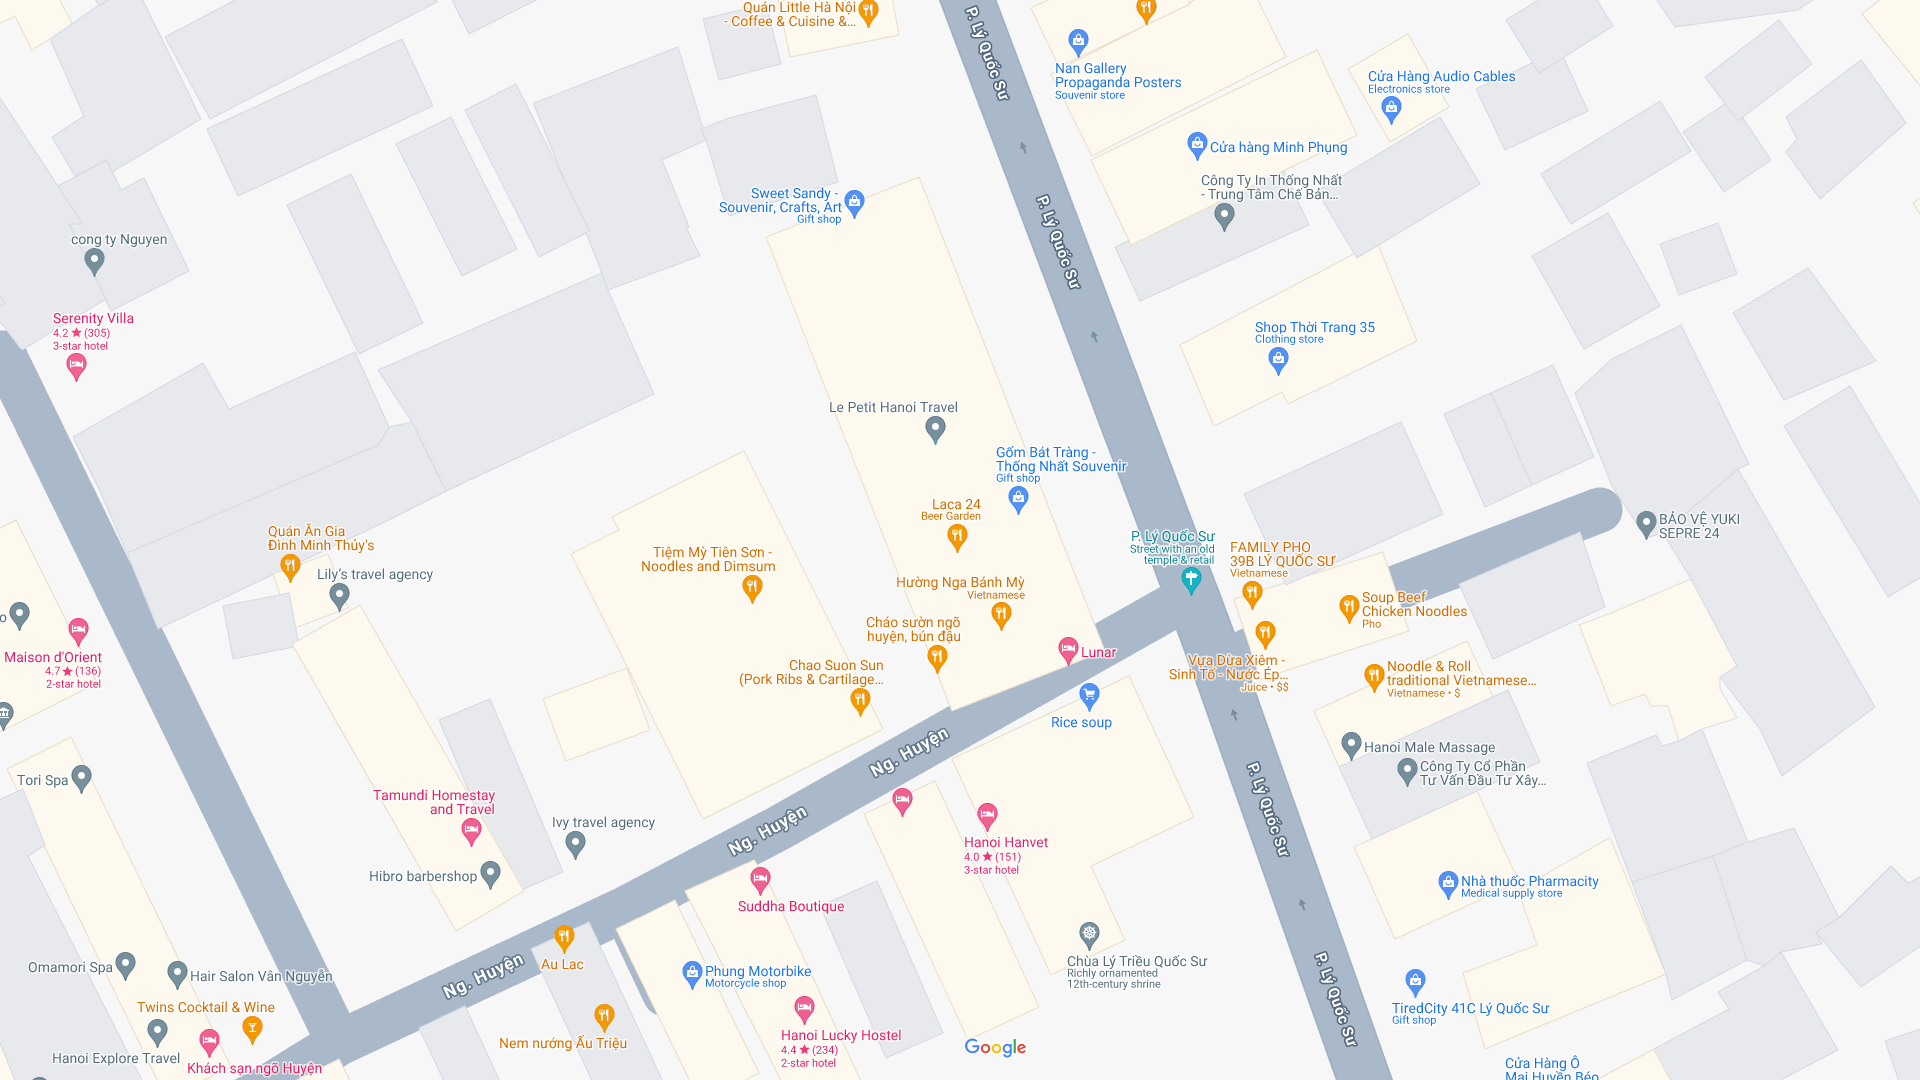 Quán Little Hà Nội
- Coffee & Cuisine &...
P. Lý Quốc Sư
Nan Gallery
Propaganda Posters
Souvenir store
Cửa Hàng Audio Cables
Electronics store
Cửa hàng Minh Phụng
Công Ty In Thống Nhất
- Trung Tâm Chế Bản...
Sweet Sandy -
Souvenir, Crafts, Art
Gift shop
P. Lý Quốc Sư
cong ty Nguyen
Serenity Villa
4.2 ★ (305)
3-star hotel
Shop Thời Trang 35
Clothing store
Le Petit Hanoi Travel
Gốm Bát Tràng -
Thống Nhất Souvenir
Gift shop
Laca 24
Beer Garden
BẢO VỆ YUKI
SEPRE 24
Quán Ăn Gia
Đình Minh Thủy's
Lily's travel agency
Tiệm Mỳ Tiên Sơn -
Noodles and Dimsum
P. Lý Quốc Sư
Street with an old
temple & retail
FAMILY PHO
39B LÝ QUỐC SƯ
Vietnamese
Hường Nga Bánh Mỳ
Vietnamese
Soup Beef
Chicken Noodles
Pho
Cháo sườn ngõ
huyện, bún đậu
Lunar
o
Maison d'Orient
4.7 ★ (136)
2-star hotel
Chao Suon Sun
(Pork Ribs & Cartilage...
Vựa Dừa Xiêm -
Sinh Tố - Nước Ép...
Juice • $$
Noodle & Roll
traditional Vietnamese...
Vietnamese • $
Rice soup
Ng. Huyện
Hanoi Male Massage
Công Ty Cổ Phần
Tư Vấn Đầu Tư Xây...
Tori Spa
Tamundi Homestay
and Travel
Ivy travel agency
Ng. Huyện
P. Lý Quốc Sư
Hanoi Hanvet
4.0 ★ (151)
3-star hotel
Hibro barbershop
Nhà thuốc Pharmacity
Medical supply store
Suddha Boutique
Omamori Spa
Hair Salon Vân Nguyễn
Ng. Huyện
Au Lac
Phung Motorbike
Motorcycle shop
Chùa Lý Triều Quốc Sư
Richly ornamented
12th-century shrine
P. Lý Quốc Sư
Twins Cocktail & Wine
TiredCity 41C Lý Quốc Sư
Gift shop
Hanoi Explore Travel
Khách sạn ngõ Huyện
Nem nướng Ấu Triệu
Hanoi Lucky Hostel
4.4 ★ (234)
2-star hotel
Google
Cửa Hàng Ô
Mai Huyền Béo